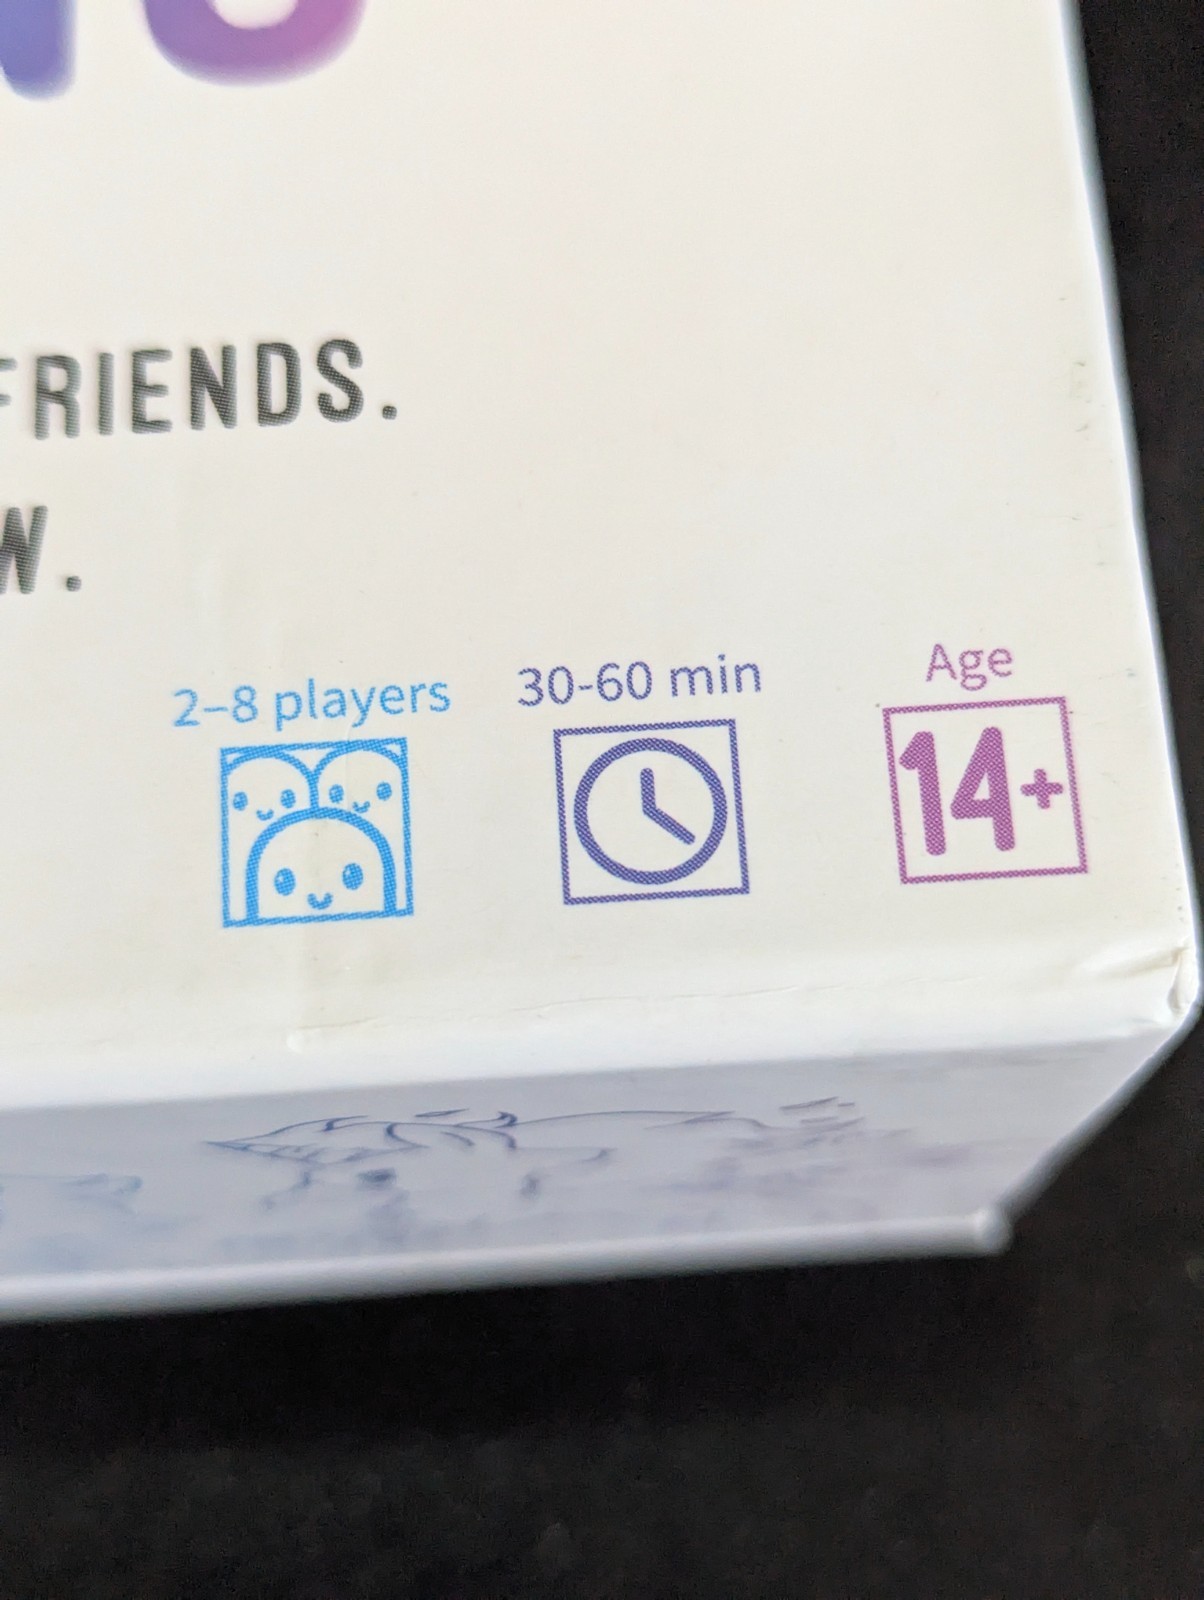 FRIENDS.
W.
2–8 players
30-60 min
Age
14+